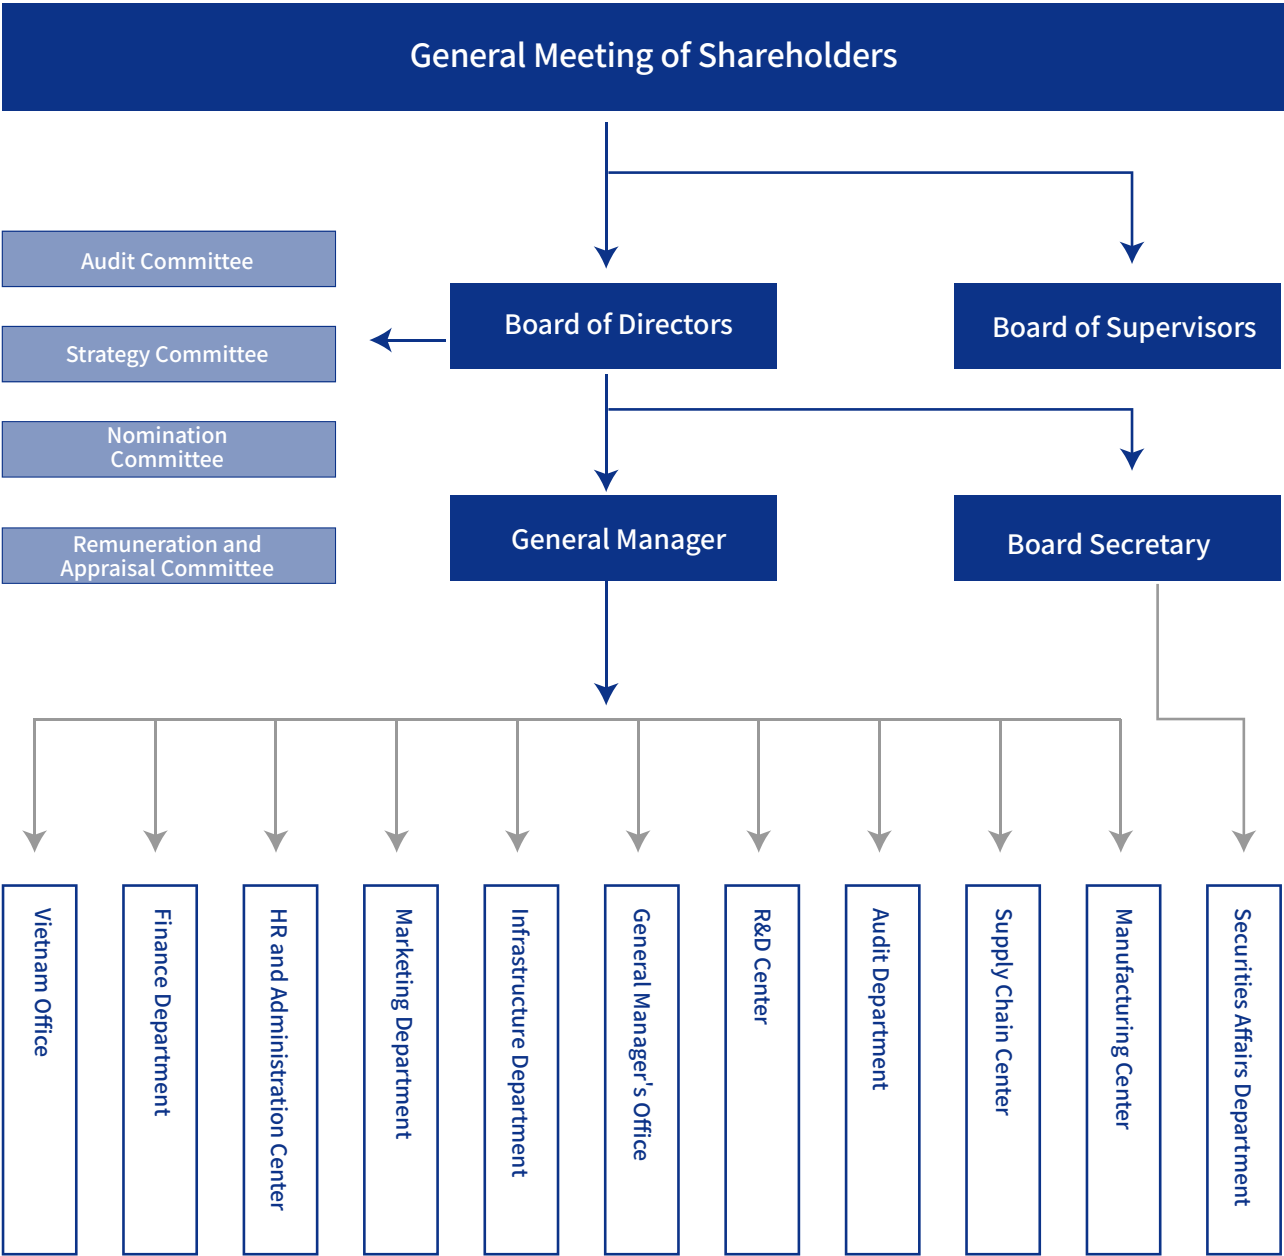 General Meeting of Shareholders
Audit Committee
Strategy Committee
Nomination
Committee
Remuneration and
Appraisal Committee
Board of Directors
Board of Supervisors
General Manager
Board Secretary
Vietnam Office
Finance Department
HR and Administration Center
Marketing Department
Infrastructure Department
General Manager's Office
R&D Center
Audit Department
Supply Chain Center
Manufacturing Center
Securities Affairs Department